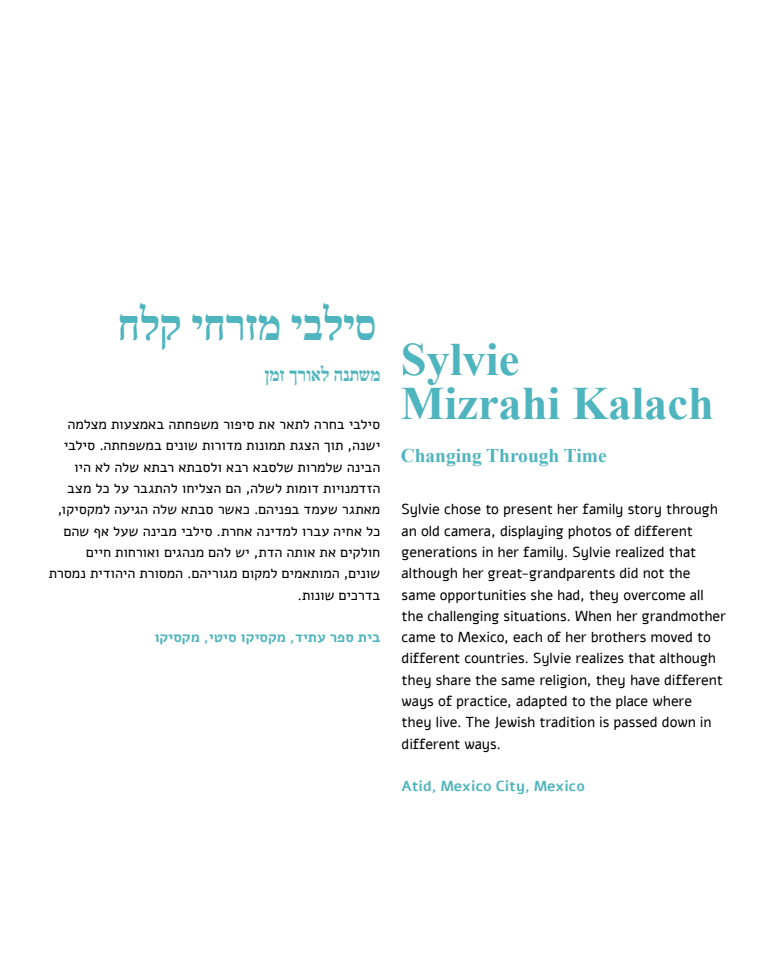 סילבי מזרחי קלח
משתנה לאורך זמן
סילבי בחרה לתאר את סיפור משפחתה באמצעות מצלמה
ישנה, תוך הצגת תמונות מדורות שונים במשפחתה. סילבי
הבינה שלמרות שלסבא רבא ולסבתא רבתא שלה לא היו
הזדמנויות דומות לשלה, הם הצליחו להתגבר על כל מצב
מאתגר שעמד בפניהם. כאשר סבתא שלה הגיעה למקסיקו,
כל אחיה עברו למדינה אחרת. סילבי מבינה שעל אף שהם
חולקים את אותה הדת, יש להם מנהגים ואורחות חיים
שונים, המותאמים למקום מגוריהם. המסורת היהודית נמסרת
בדרכים שונות.
בית ספר עתיד, מקסיקו סיטי, מקסיקו
Sylvie
Mizrahi Kalach
Changing Through Time
Sylvie chose to present her family story through
an old camera, displaying photos of different
generations in her family. Sylvie realized that
although her great-grandparents did not the
same opportunities she had, they overcome all
the challenging situations. When her grandmother
came to Mexico, each of her brothers moved to
different countries. Sylvie realizes that although
they share the same religion, they have different
ways of practice, adapted to the place where
they live. The Jewish tradition is passed down in
different ways.
Atid, Mexico City, Mexico